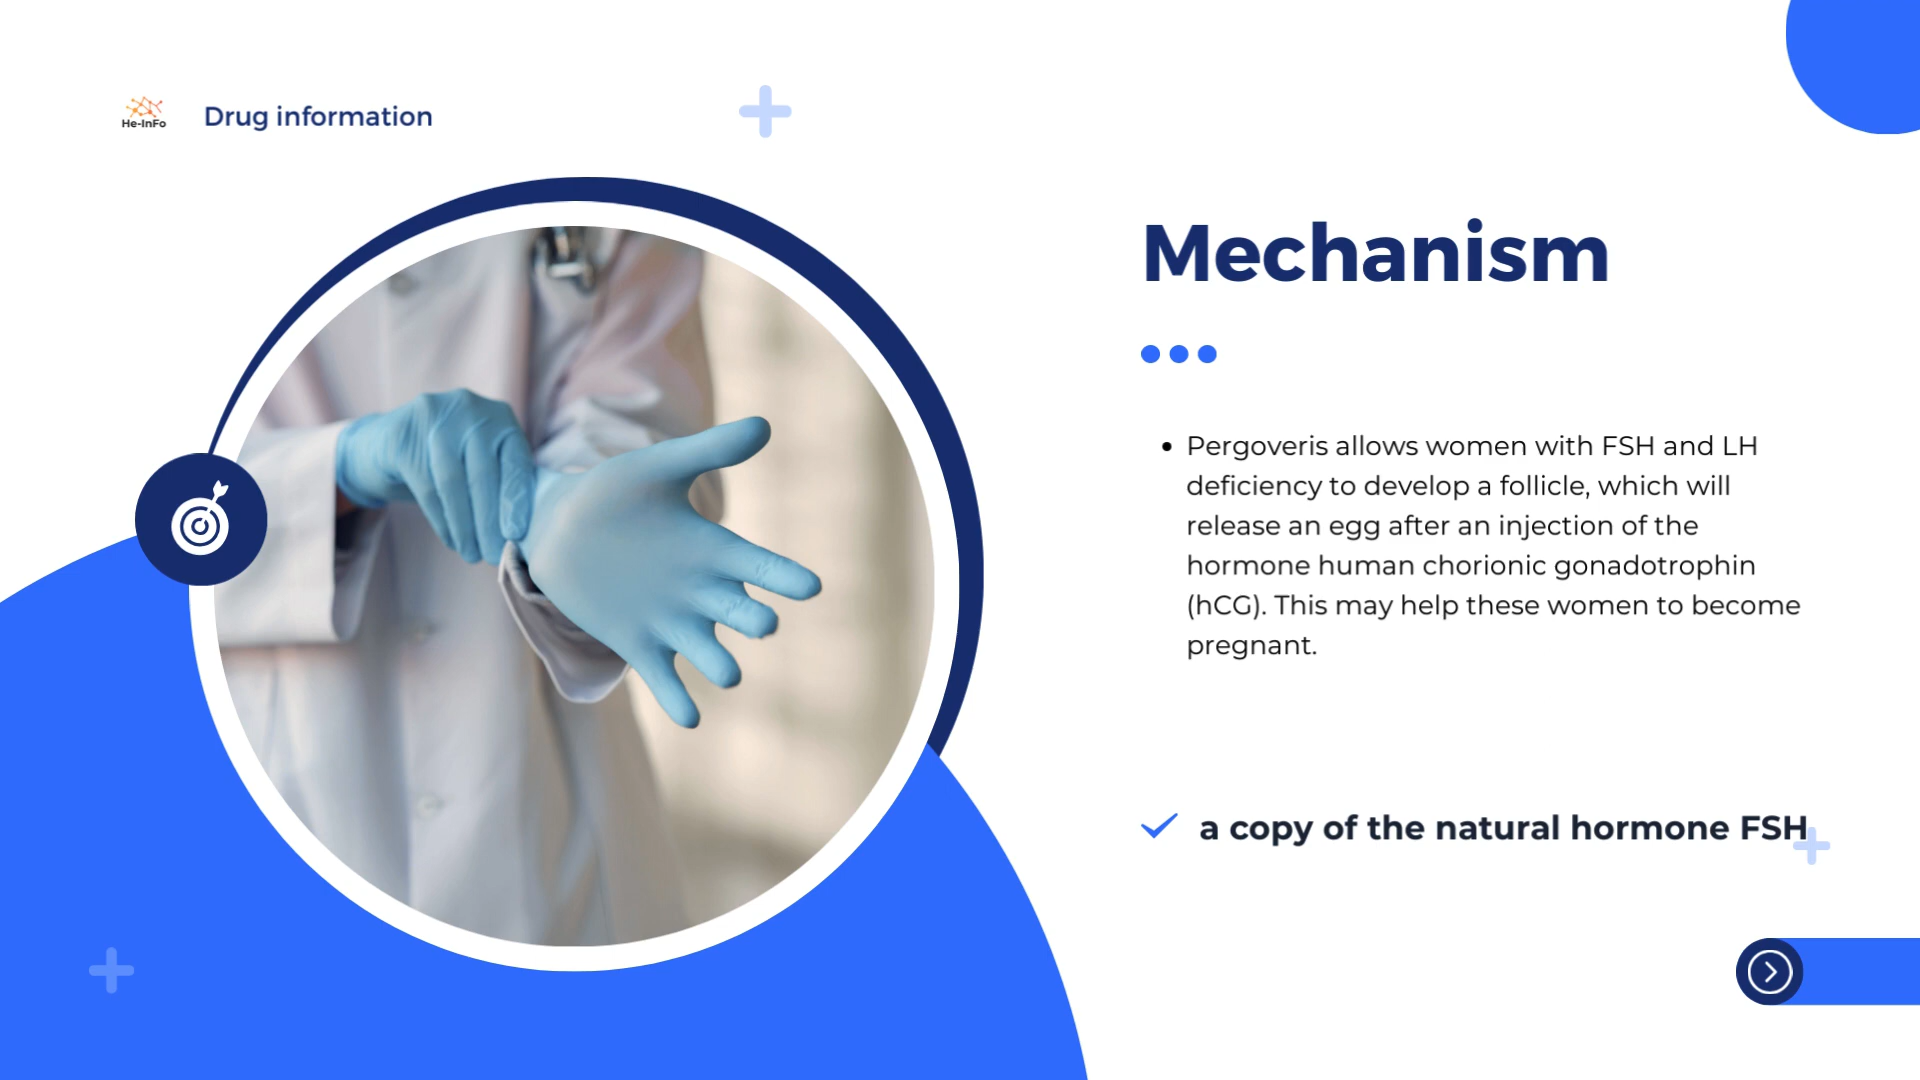 He-InFo
Drug information
Mechanism
• Pergoveris allows women with FSH and LH
deficiency to develop a follicle, which will
release an egg after an injection of the
hormone human chorionic gonadotrophin
(hCG). This may help these women to become
pregnant.
a copy of the natural hormone FSH